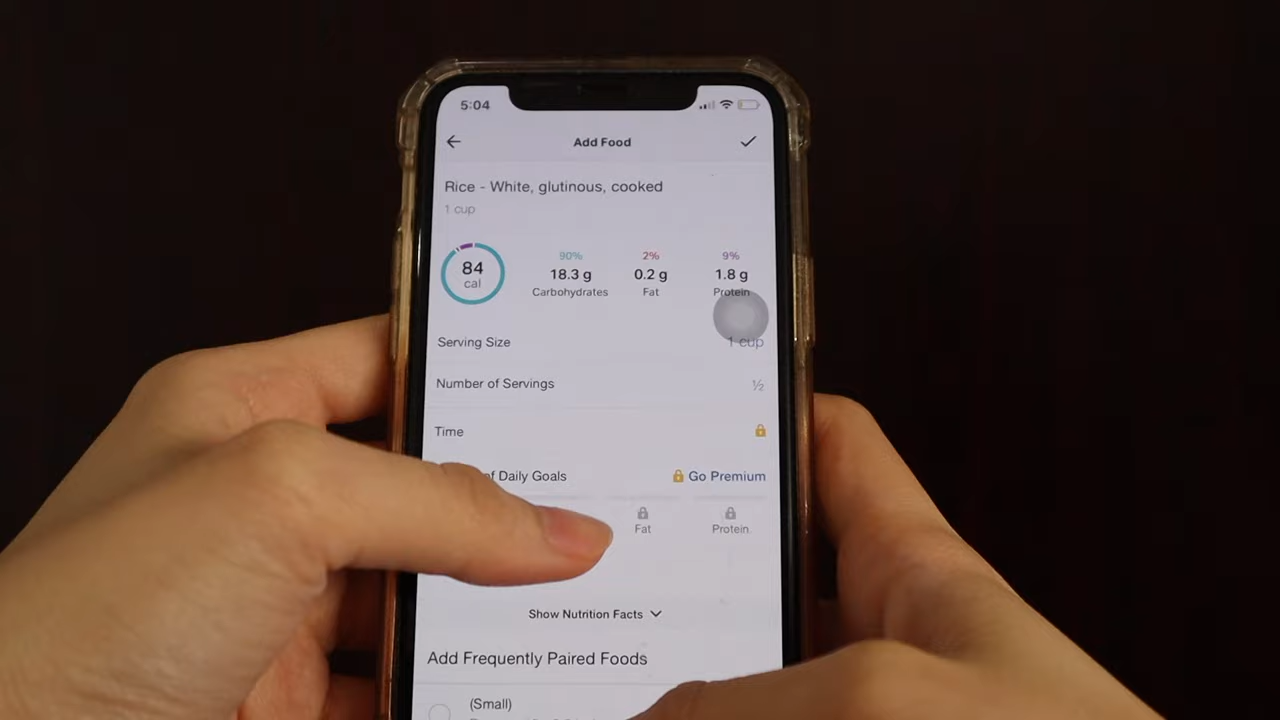 5:04
Add Food
Rice - White, glutinous, cooked
1 cup
84
cal
90%
18.3 g
Carbohydrates
2%
0.2 g
Fat
9%
1.8 g
Protein
Serving Size
1 cup
Number of Servings
½
Time
of Daily Goals
Go Premium
Fat
Protein
Show Nutrition Facts
Add Frequently Paired Foods
(Small)